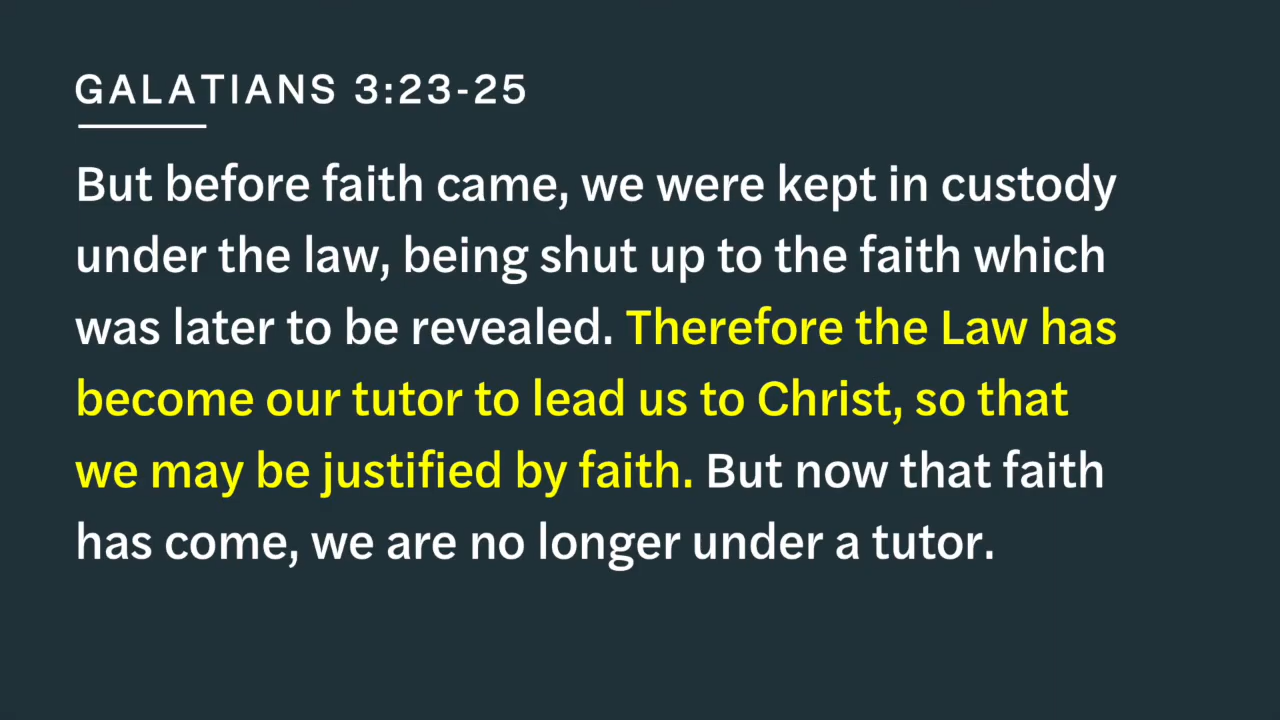 GALATIANS 3:23-25
But before faith came, we were kept in custody
under the law, being shut up to the faith which
was later to be revealed. Therefore the Law has
become our tutor to lead us to Christ, so that
we may be justified by faith. But now that faith
has come, we are no longer under a tutor.